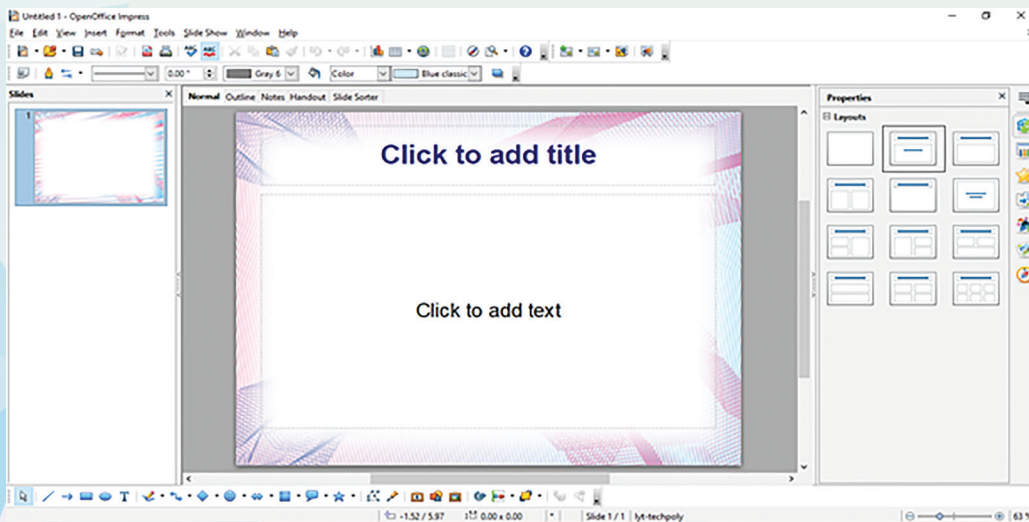 Untitled 1 - OpenOffice Impress
File Edit View Insert Format Tools Slide Show Window Help
0.00 " Gray 6 Color Blue classic
Slides
Normal Outline Notes Handout Slide Sorter
Properties
Layouts
1
Click to add title
Click to add text
-1.52 / 5.97 0.00 x 0.00 * Slide 1 / 1 lyt-techpoly 63 %